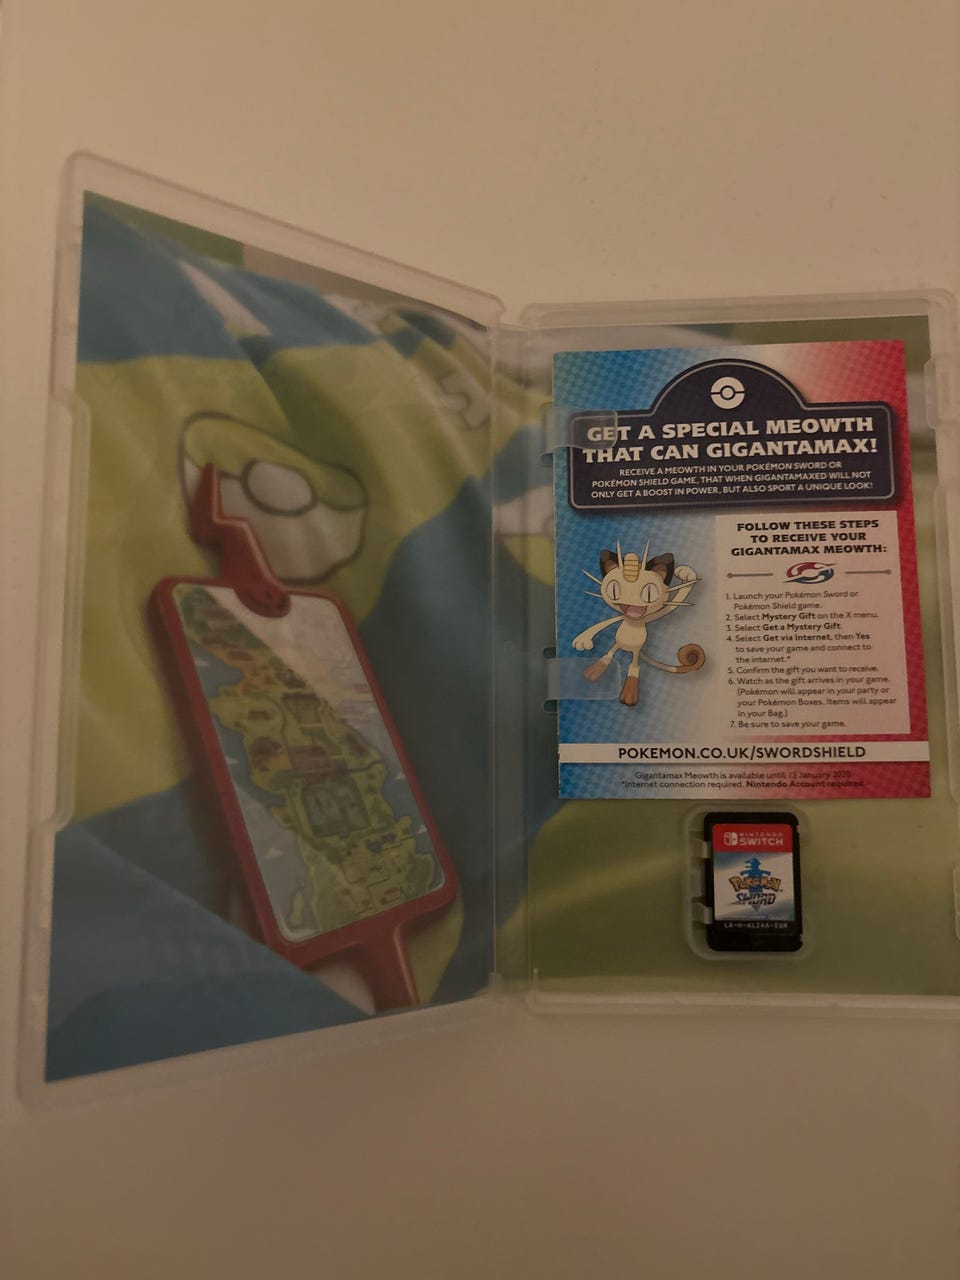 GET A SPECIAL MEOWTH
THAT CAN GIGANTAMAX!
RECEIVE A MEOWTH IN YOUR POKÉMON SWORD OR
POKÉMON SHIELD GAME, THAT WHEN GIGANTAMAXED WILL NOT
ONLY GET A BOOST IN POWER, BUT ALSO SPORT A UNIQUE LOOK!
FOLLOW THESE STEPS
TO RECEIVE YOUR
GIGANTAMAX MEOWTH:
1. Launch your Pokémon Sword or
Pokémon Shield game.
2. Select Mystery Gift on the X menu.
3. Select Get a Mystery Gift.
4. Select Get via Internet, then Yes
to save your game and connect to
the internet.*
5. Confirm the gift you want to receive.
6. Watch as the gift arrives in your game.
(Pokémon will appear in your party or
your Pokémon Boxes. Items will appear
in your Bag.)
7. Be sure to save your game.
POKEMON.CO.UK/SWORDSHIELD
Gigantamax Meowth is available until 15 January 2020.
*Internet connection required. Nintendo Account required.
NINTENDO
SWITCH
POKÉMON
SWORD
LA-H-ALZAA-EUR